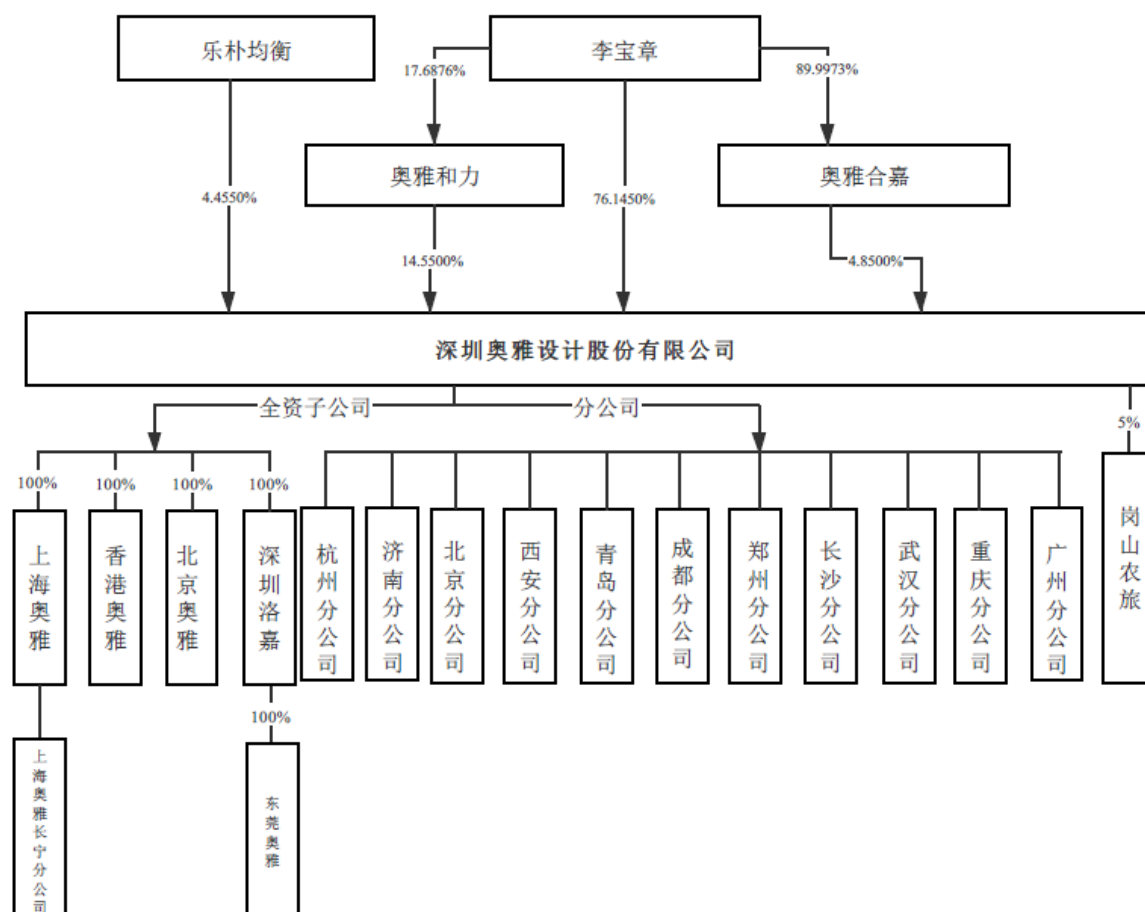 乐朴均衡
李宝章
17.6876%
89.9973%
奥雅和力
奥雅合嘉
4.4550%
76.1450%
14.5500%
4.8500%
深圳奥雅设计股份有限公司
全资子公司
分公司
5%
100%
100%
100%
100%
上海奥雅
香港奥雅
北京奥雅
深圳洛嘉
杭州分公司
济南分公司
北京分公司
西安分公司
青岛分公司
成都分公司
郑州分公司
长沙分公司
武汉分公司
重庆分公司
广州分公司
岗山农旅
100%
上海奥雅长宁分公司
东莞奥雅